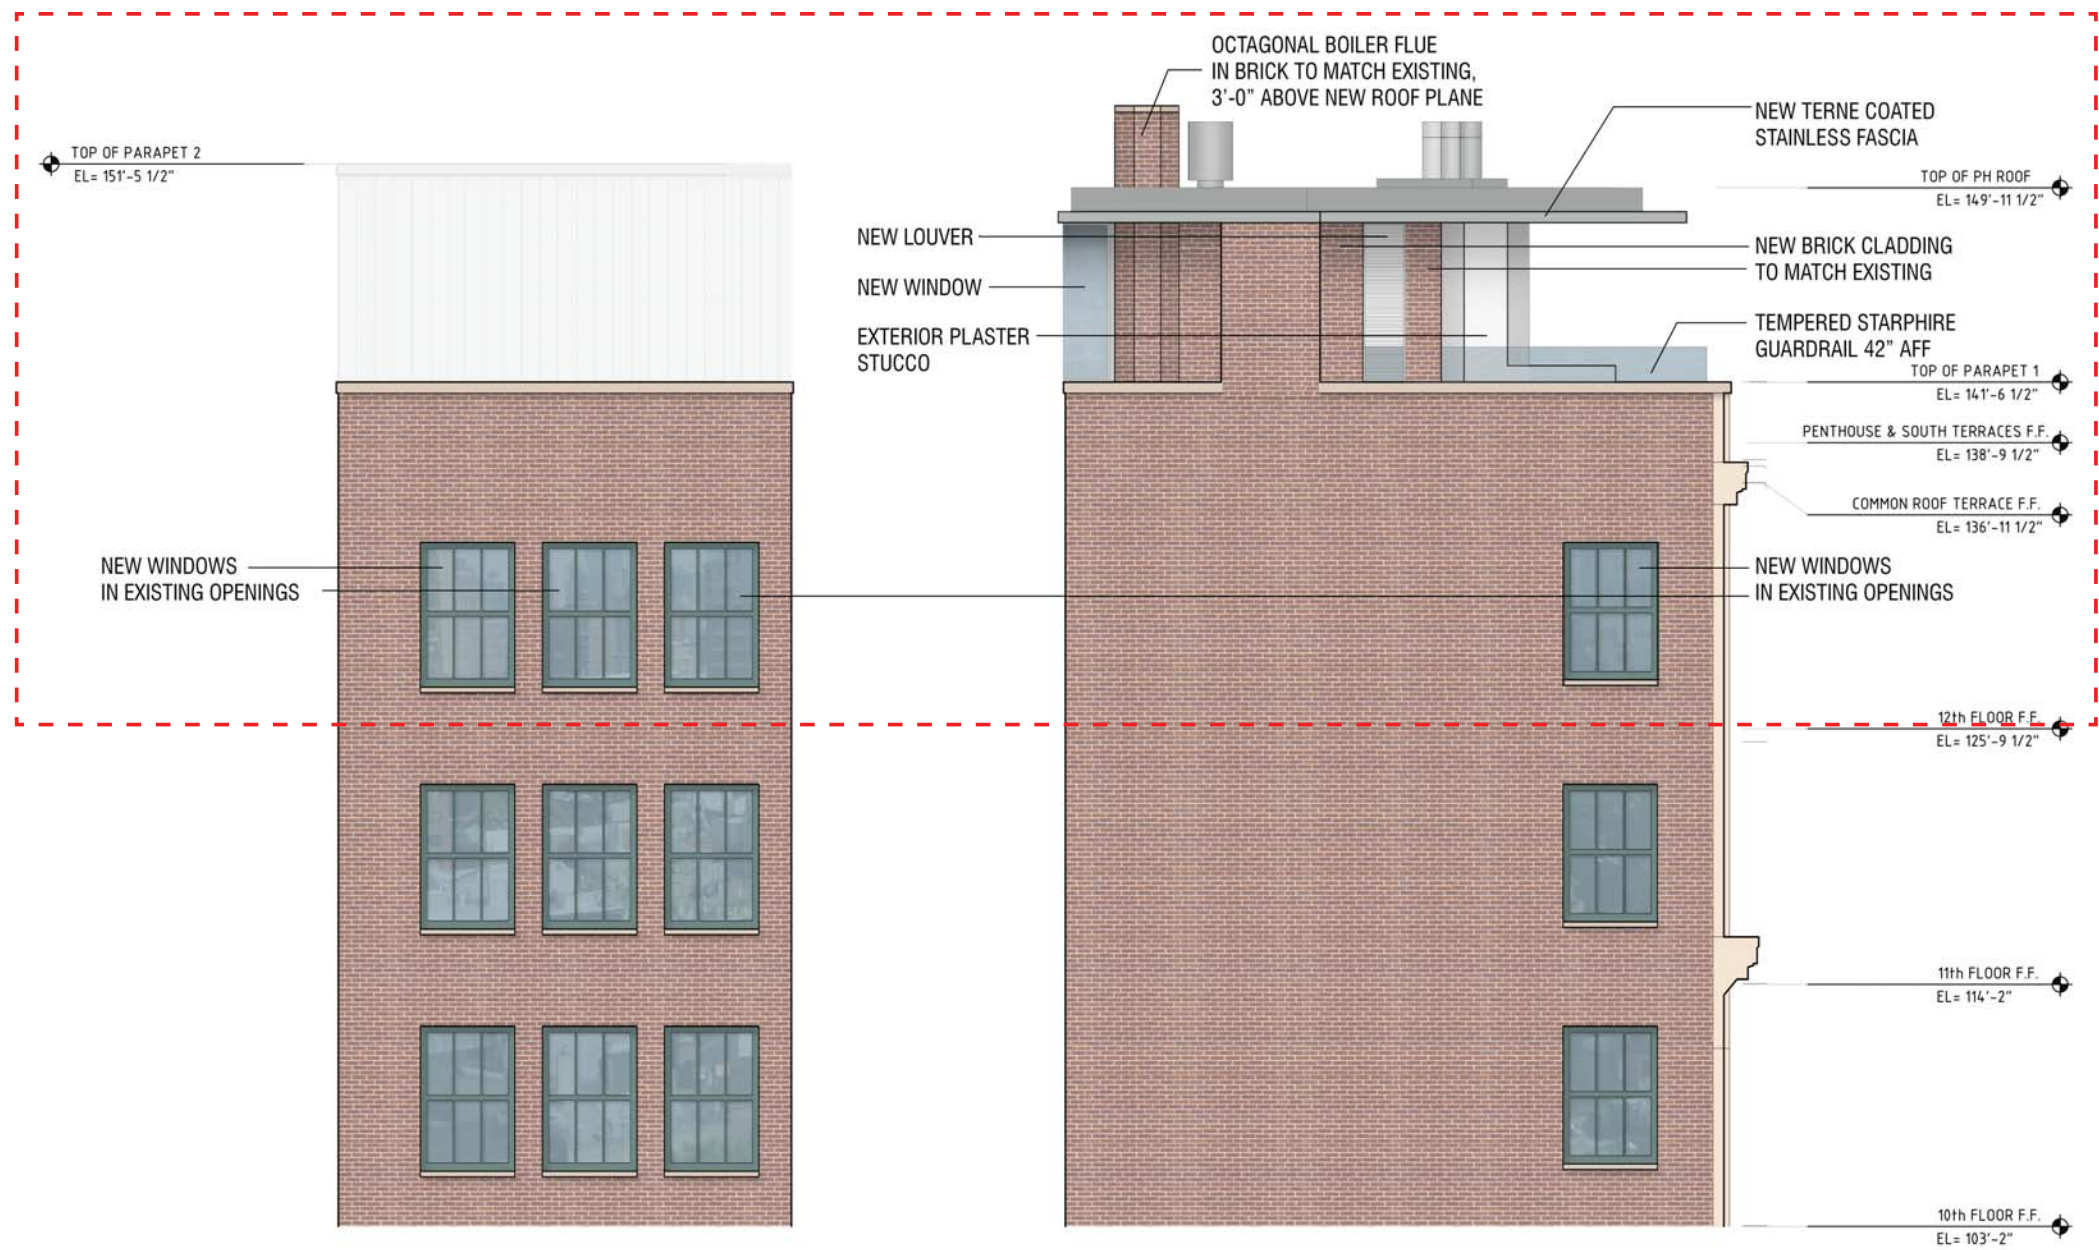 OCTAGONAL BOILER FLUE
IN BRICK TO MATCH EXISTING,
3'-0" ABOVE NEW ROOF PLANE
NEW TERNE COATED
STAINLESS FASCIA
TOP OF PARAPET 2
EL= 151'-5 1/2"
TOP OF PH ROOF
EL= 149'-11 1/2"
NEW LOUVER
NEW WINDOW
EXTERIOR PLASTER
STUCCO
NEW BRICK CLADDING
TO MATCH EXISTING
TEMPERED STARPHIRE
GUARDRAIL 42" AFF
TOP OF PARAPET 1
EL= 141'-6 1/2"
PENTHOUSE & SOUTH TERRACES F.F.
EL= 138'-9 1/2"
COMMON ROOF TERRACE F.F.
EL= 136'-11 1/2"
NEW WINDOWS
IN EXISTING OPENINGS
NEW WINDOWS
IN EXISTING OPENINGS
12th FLOOR F.F.
EL= 125'-9 1/2"
11th FLOOR F.F.
EL= 114'-2"
10th FLOOR F.F.
EL= 103'-2"